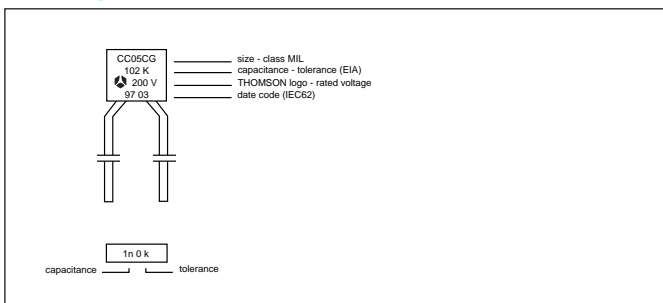 CC05CG size - class MIL
102 K capacitance - tolerance (EIA)
200 V THOMSON logo - rated voltage
97 03 date code (IEC62)
1n 0 k
capacitance tolerance